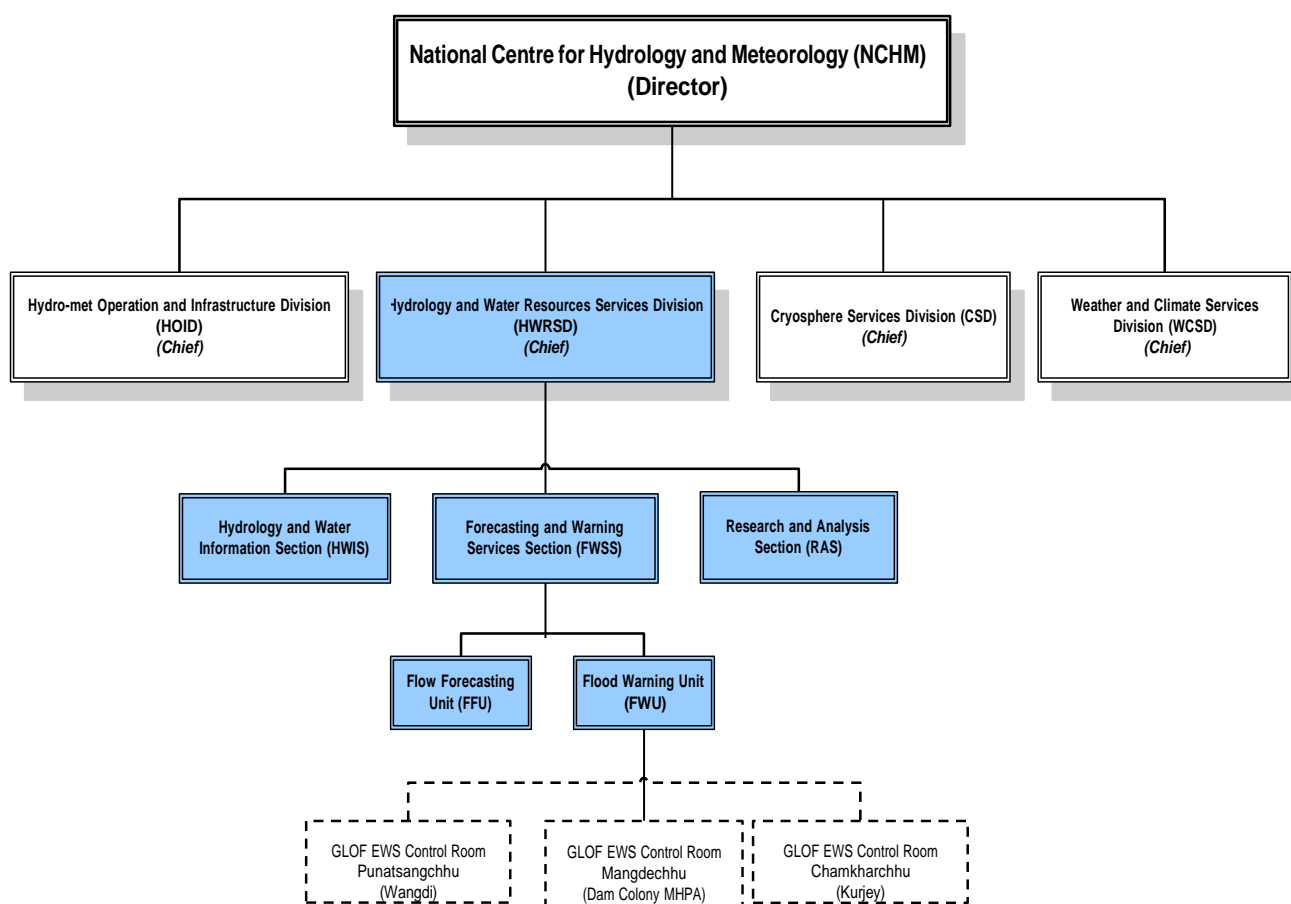 National Centre for Hydrology and Meteorology (NCHM)
(Director)
Hydro-met Operation and Infrastructure Division
(HOID)
(Chief)
Hydrology and Water Resources Services Division
(HWRSD)
(Chief)
Cryosphere Services Division (CSD)
(Chief)
Weather and Climate Services
Division (WCSD)
(Chief)
Hydrology and Water
Information Section (HWIS)
Forecasting and Warning
Services Section (FWSS)
Research and Analysis
Section (RAS)
Flow Forecasting
Unit (FFU)
Flood Warning Unit
(FWU)
GLOF EWS Control Room
Punatsangchhu
(Wangdi)
GLOF EWS Control Room
Mangdechhu
(Dam Colony MHPA)
GLOF EWS Control Room
Chamkharchhu
(Kurjey)